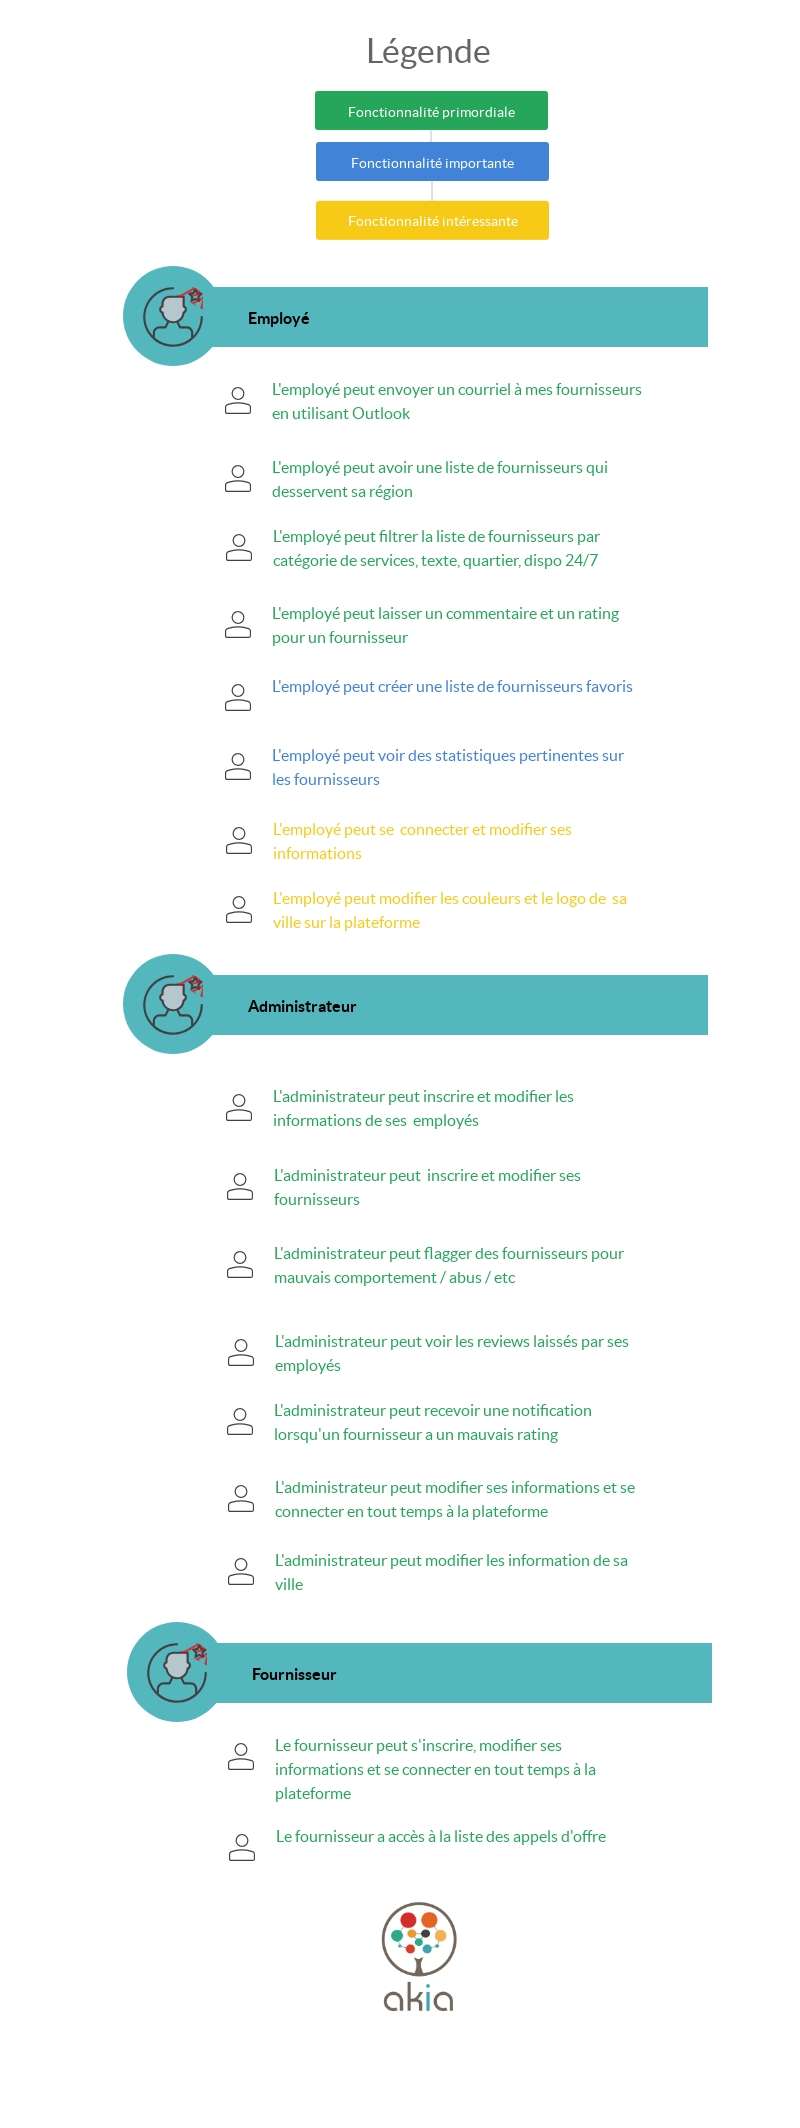 Légende
Fonctionnalité primordiale
Fonctionnalité importante
Fonctionnalité intéressante
Employé
L'employé peut envoyer un courriel à mes fournisseurs
en utilisant Outlook
L'employé peut avoir une liste de fournisseurs qui
desservent sa région
L'employé peut filtrer la liste de fournisseurs par
catégorie de services, texte, quartier, dispo 24/7
L'employé peut laisser un commentaire et un rating
pour un fournisseur
L'employé peut créer une liste de fournisseurs favoris
L'employé peut voir des statistiques pertinentes sur
les fournisseurs
L'employé peut se  connecter et modifier ses
informations
L'employé peut modifier les couleurs et le logo de  sa
ville sur la plateforme
Administrateur
L'administrateur peut inscrire et modifier les
informations de ses  employés
L'administrateur peut  inscrire et modifier ses
fournisseurs
L'administrateur peut flagger des fournisseurs pour
mauvais comportement / abus / etc
L'administrateur peut voir les reviews laissés par ses
employés
L'administrateur peut recevoir une notification
lorsqu'un fournisseur a un mauvais rating
L'administrateur peut modifier ses informations et se
connecter en tout temps à la plateforme
L'administrateur peut modifier les information de sa
ville
Fournisseur
Le fournisseur peut s'inscrire, modifier ses
informations et se connecter en tout temps à la
plateforme
Le fournisseur a accès à la liste des appels d'offre
akia